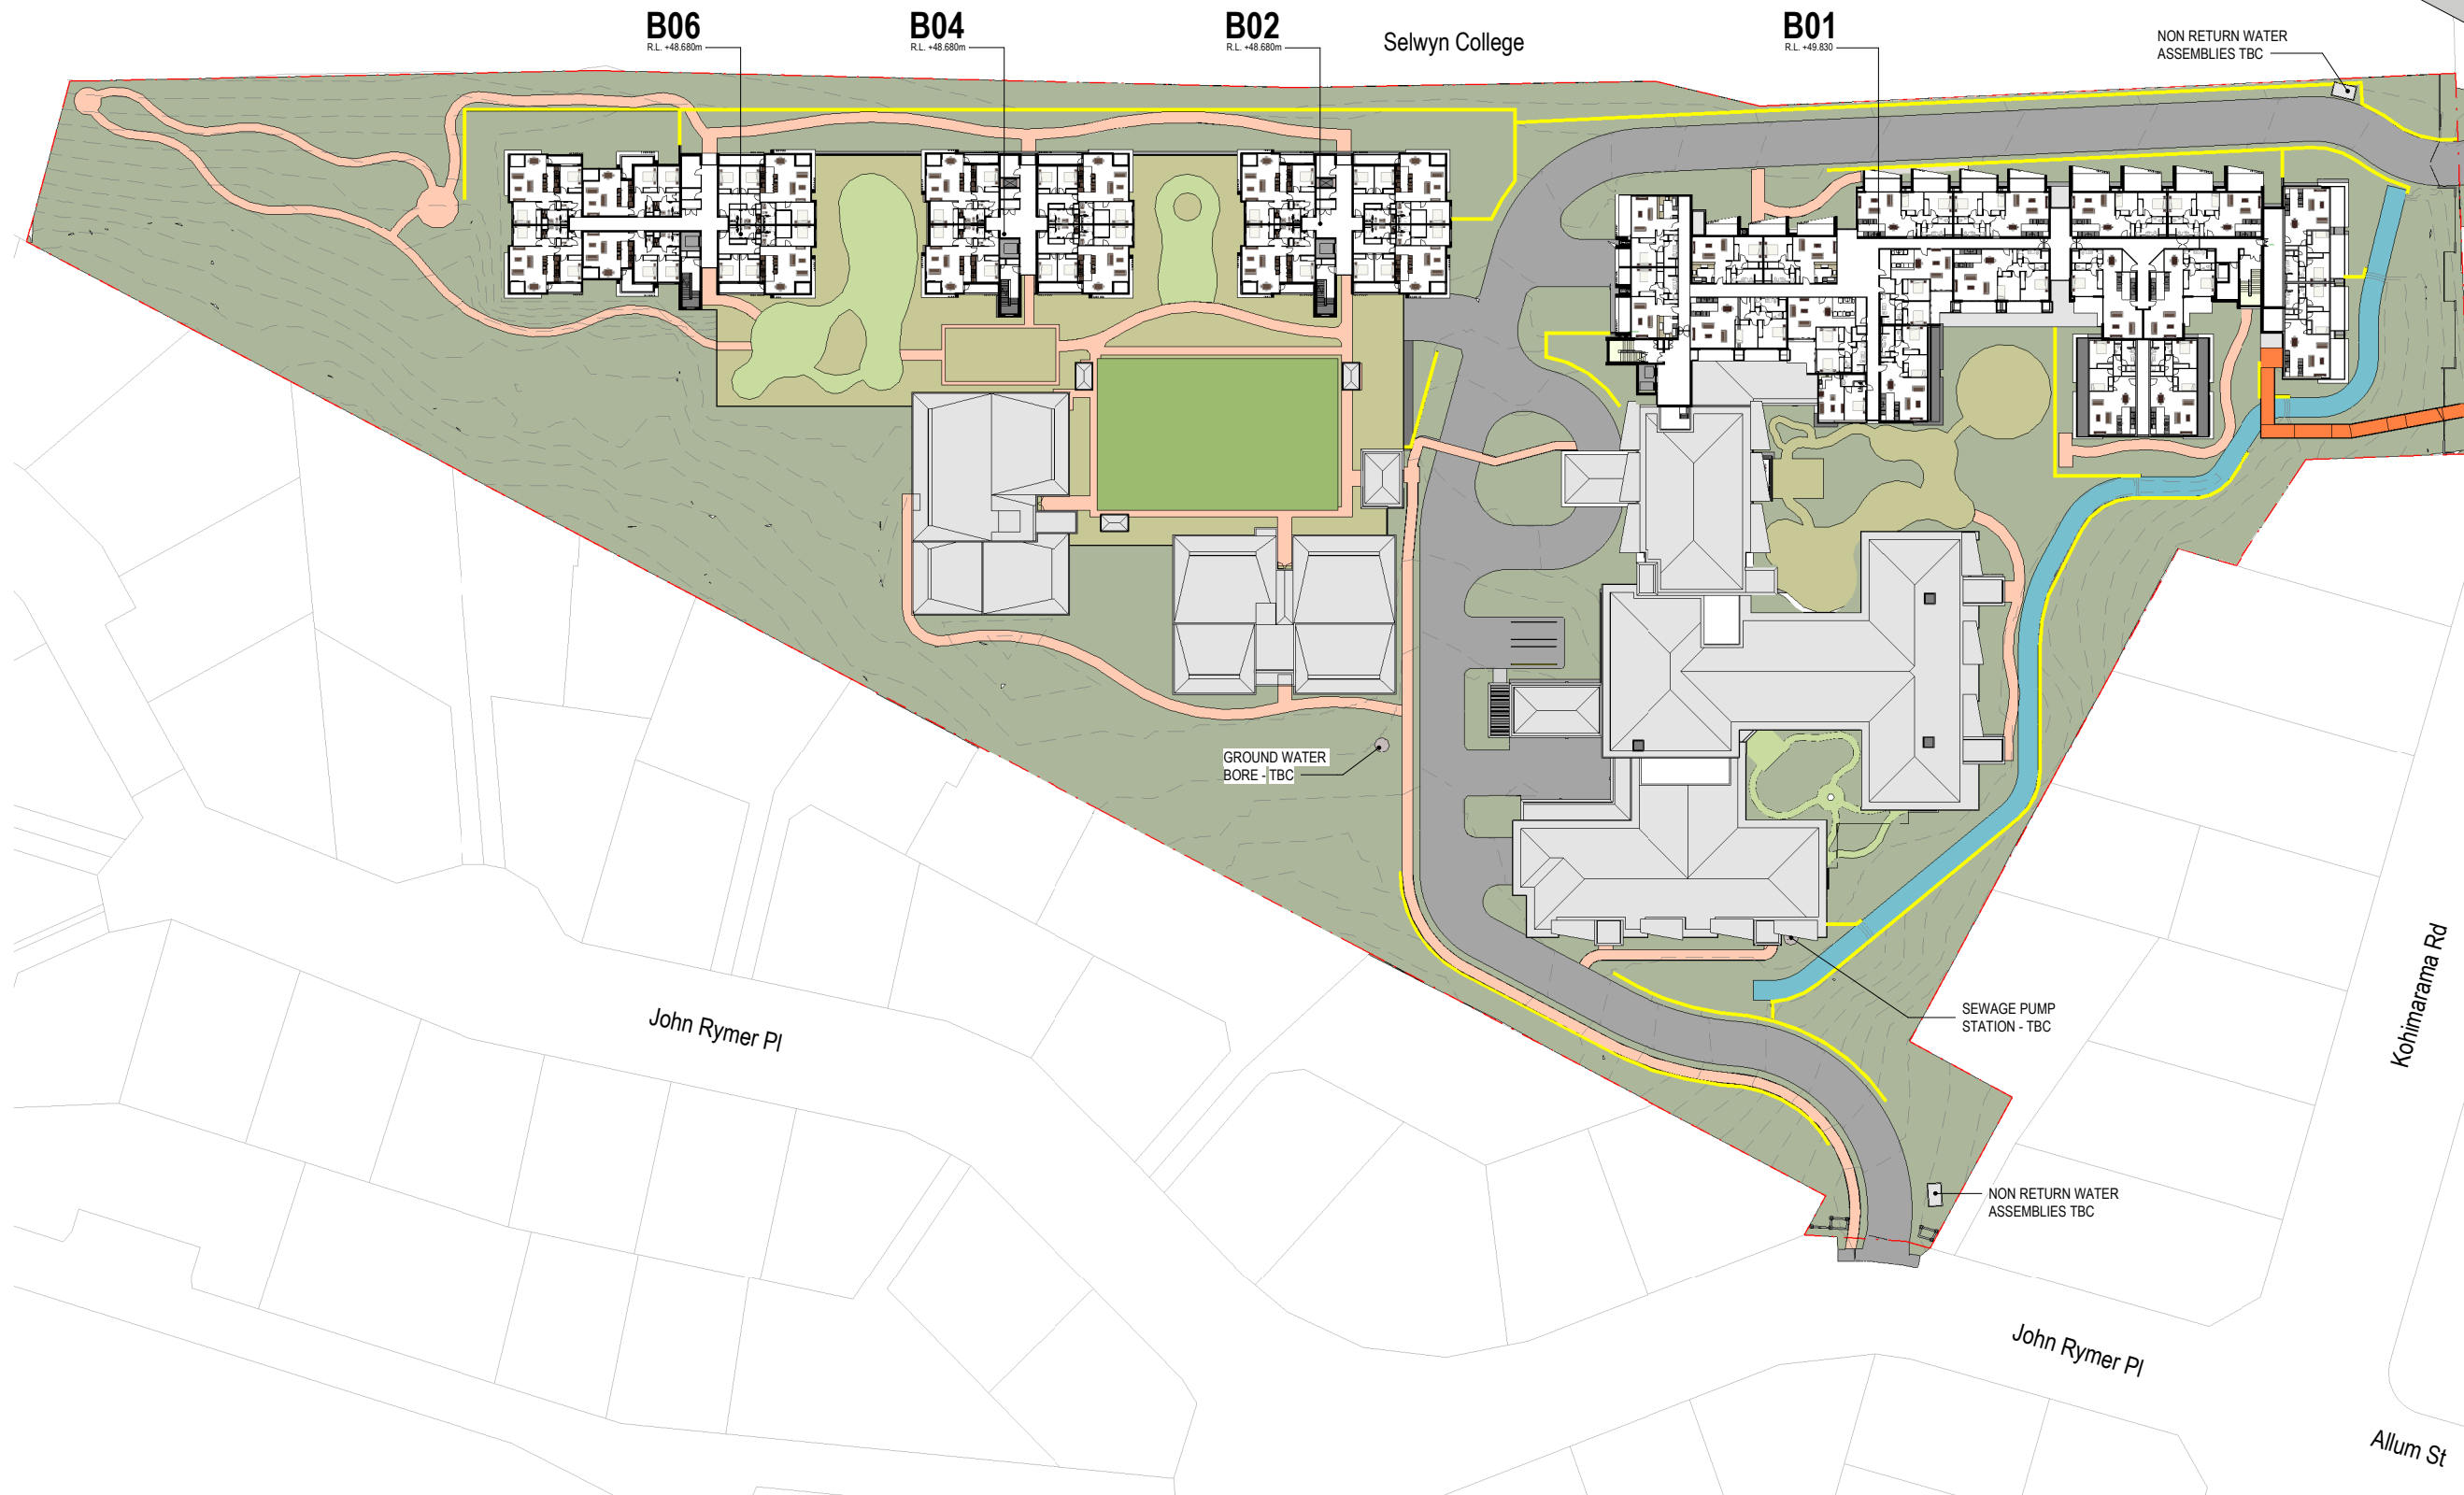 B06
R.L. +48.680m
B04
R.L. +48.680m
B02
R.L. +48.680m
Selwyn College
B01
R.L. +49.830
NON RETURN WATER
ASSEMBLIES TBC
GROUND WATER
BORE - TBC
SEWAGE PUMP
STATION - TBC
Kohimarama Rd
John Rymer Pl
NON RETURN WATER
ASSEMBLIES TBC
John Rymer Pl
Allum St